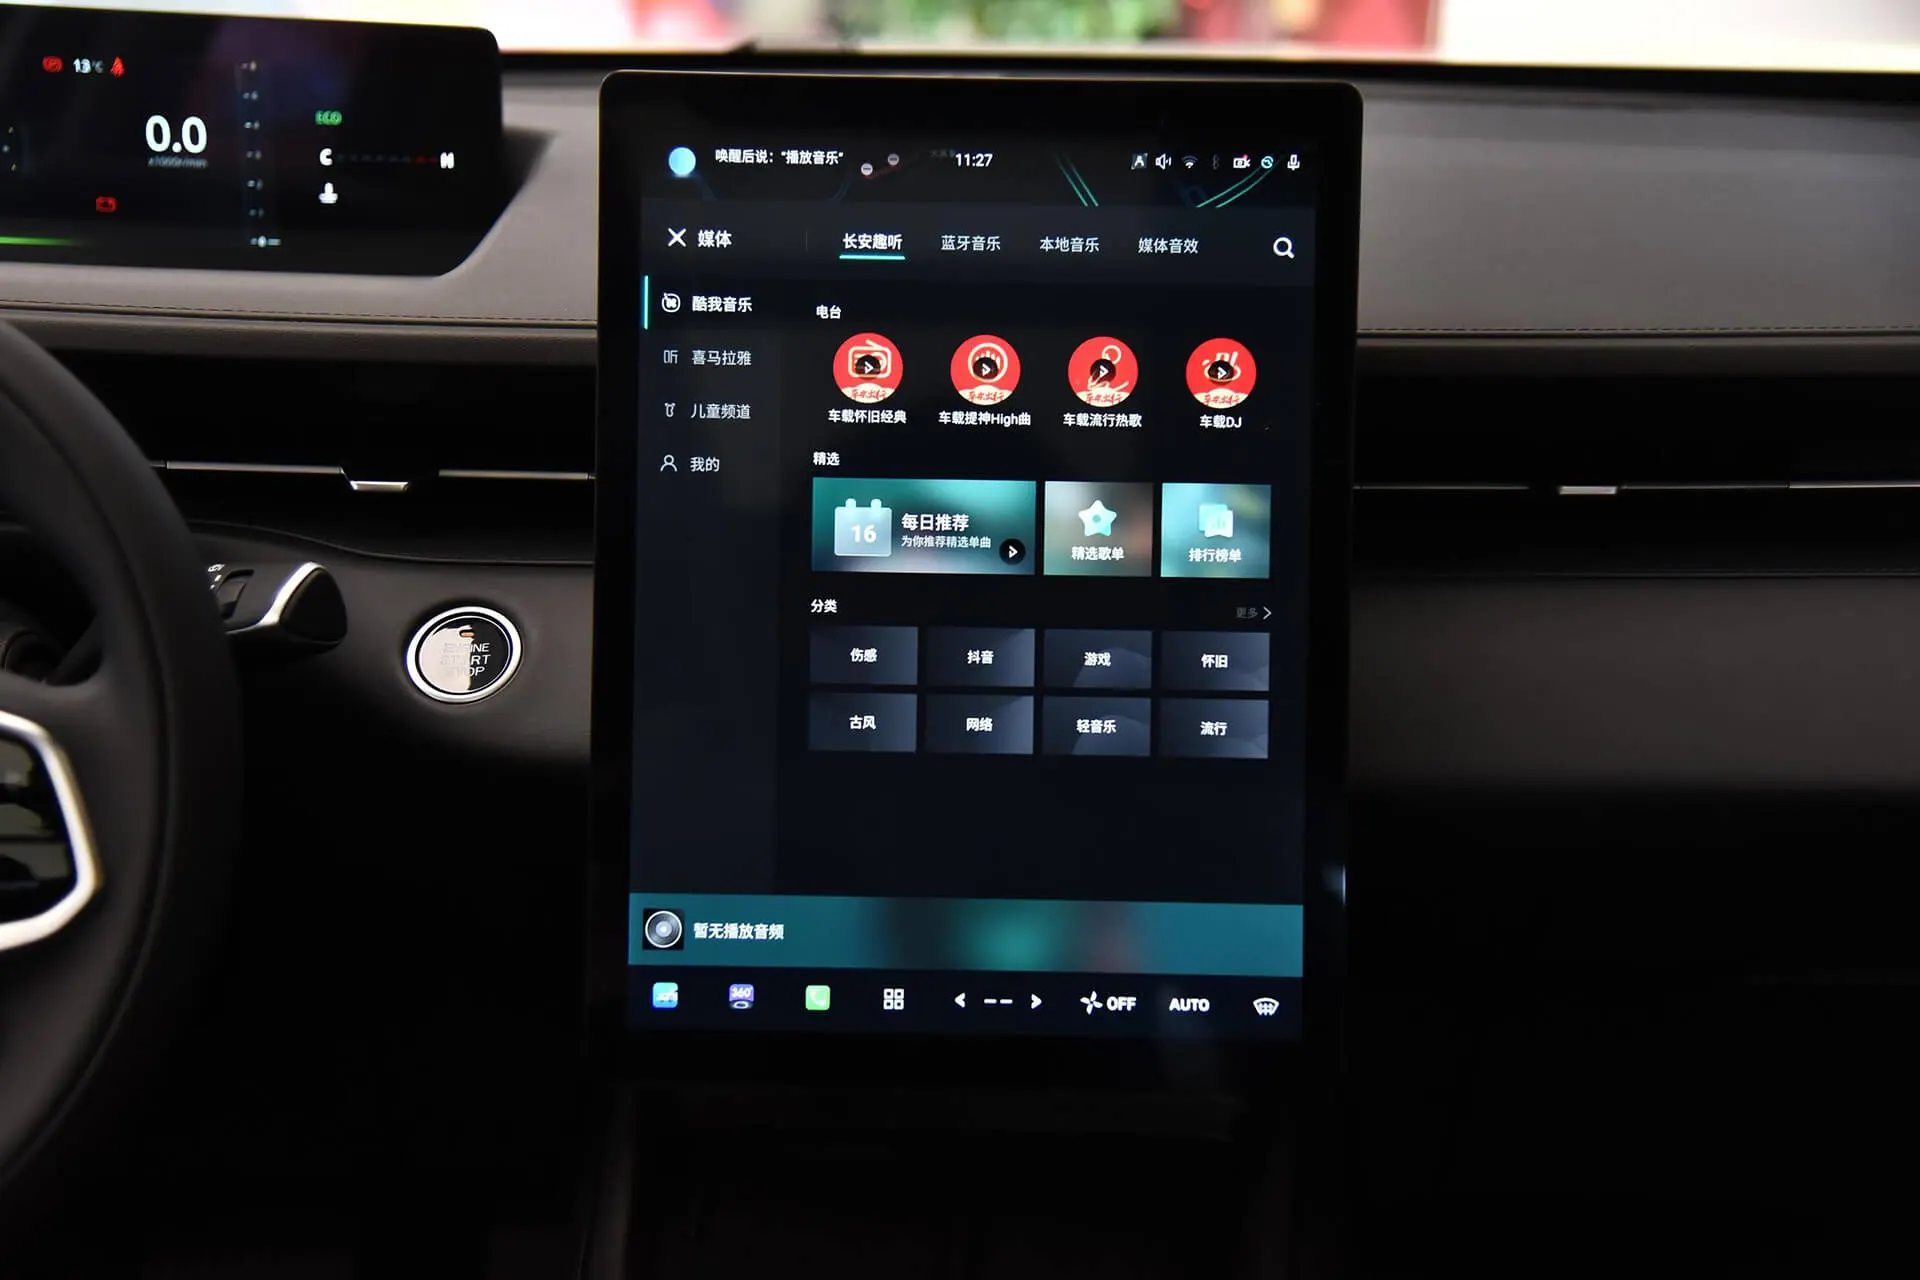 13°C
0.0
x1000r/min
ECO
C
H
ENGINE
START
STOP
唤醒后说：“播放音乐”
11:27
媒体
长安趣听
蓝牙音乐
本地音乐
媒体音效
酷我音乐
听 喜马拉雅
儿童频道
我的
电台
车载怀旧经典
车载提神High曲
车载流行热歌
车载DJ
精选
16
每日推荐
为你推荐精选单曲
精选歌单
排行榜单
分类
更多
伤感
抖音
游戏
怀旧
古风
网络
轻音乐
流行
暂无播放音频
360°
--
OFF
AUTO